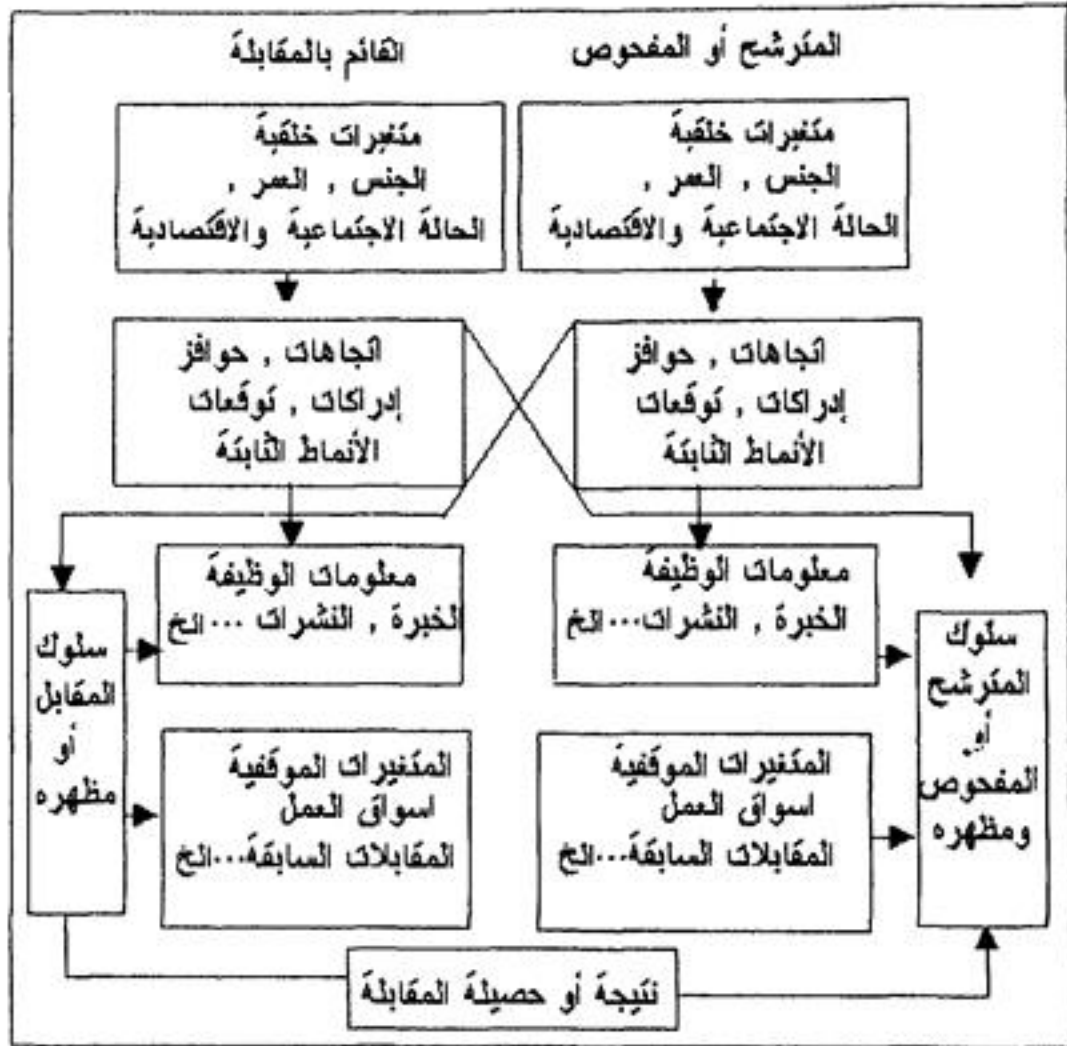 المترشح أو المفحوص
القائم بالمقابلة
متغيرات خلفية
الجنس , العمر ,
الحالة الاجتماعية والاقتصادية
متغيرات خلفية
الجنس , العمر ,
الحالة الاجتماعية والاقتصادية
اتجاهات , حوافز
إدراكات , توقعات
الأنماط الثابتة
اتجاهات , حوافز
إدراكات , توقعات
الأنماط الثابتة
معلومات الوظيفة
الخبرة , النشرات...الخ
معلومات الوظيفة
الخبرة , النشرات ...الخ
سلوك
المترشح
أو
المفحوص
ومظهره
المتغيرات الموقفية
اسواق العمل
المقابلات السابقة...الخ
المتغيرات الموقفية
اسواق العمل
المقابلات السابقة...الخ
سلوك
المقابل
أو
مظهره
نتيجة أو حصيلة المقابلة